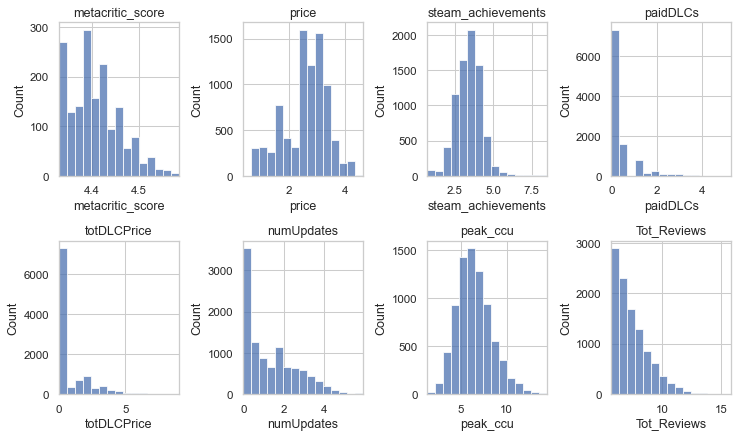 metacritic_score
price
steam_achievements
paidDLCs
300
200
100
0
Count
4.4
4.5
metacritic_score
1500
1000
500
0
Count
2
4
price
2000
1500
1000
500
0
Count
2.5
5.0
7.5
steam_achievements
6000
4000
2000
0
Count
0
2
4
paidDLCs
totDLCPrice
numUpdates
peak_ccu
Tot_Reviews
6000
4000
2000
0
Count
0
5
totDLCPrice
3000
2000
1000
0
Count
0
2
4
numUpdates
1500
1000
500
0
Count
5
10
peak_ccu
3000
2000
1000
0
Count
10
15
Tot_Reviews